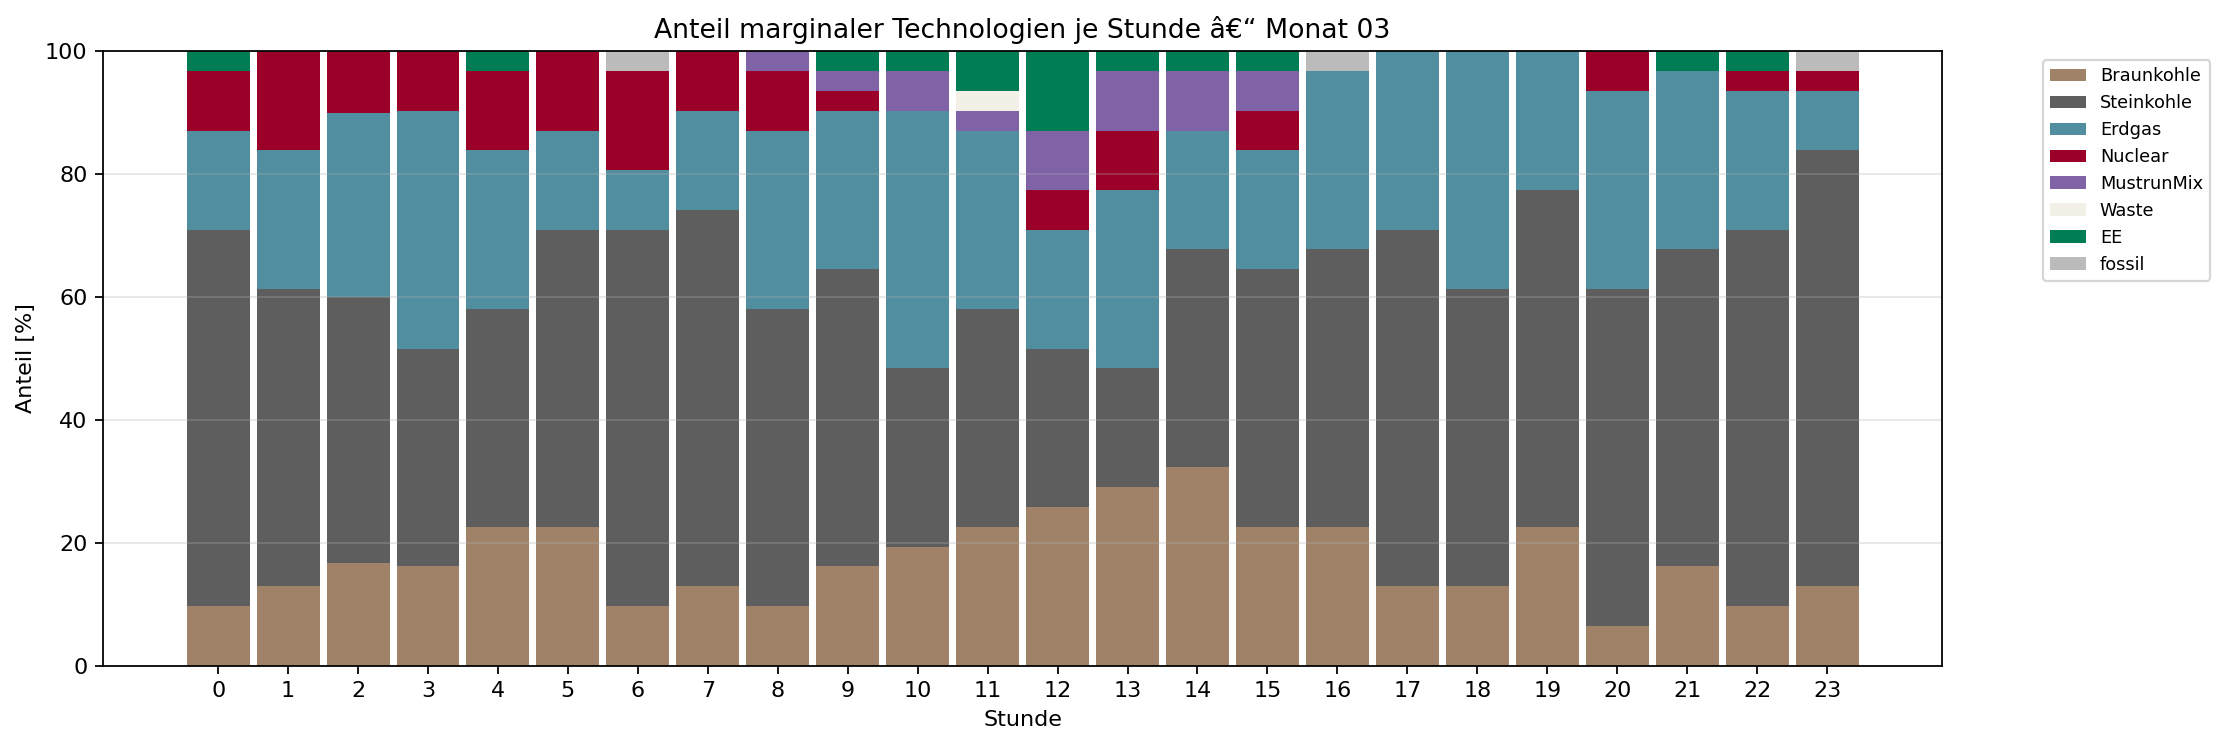 Anteil marginaler Technologien je Stunde â€“ Monat 03
Anteil [%]
100
80
60
40
20
0
0 1 2 3 4 5 6 7 8 9 10 11 12 13 14 15 16 17 18 19 20 21 22 23
Stunde
Braunkohle
Steinkohle
Erdgas
Nuclear
MustrunMix
Waste
EE
fossil